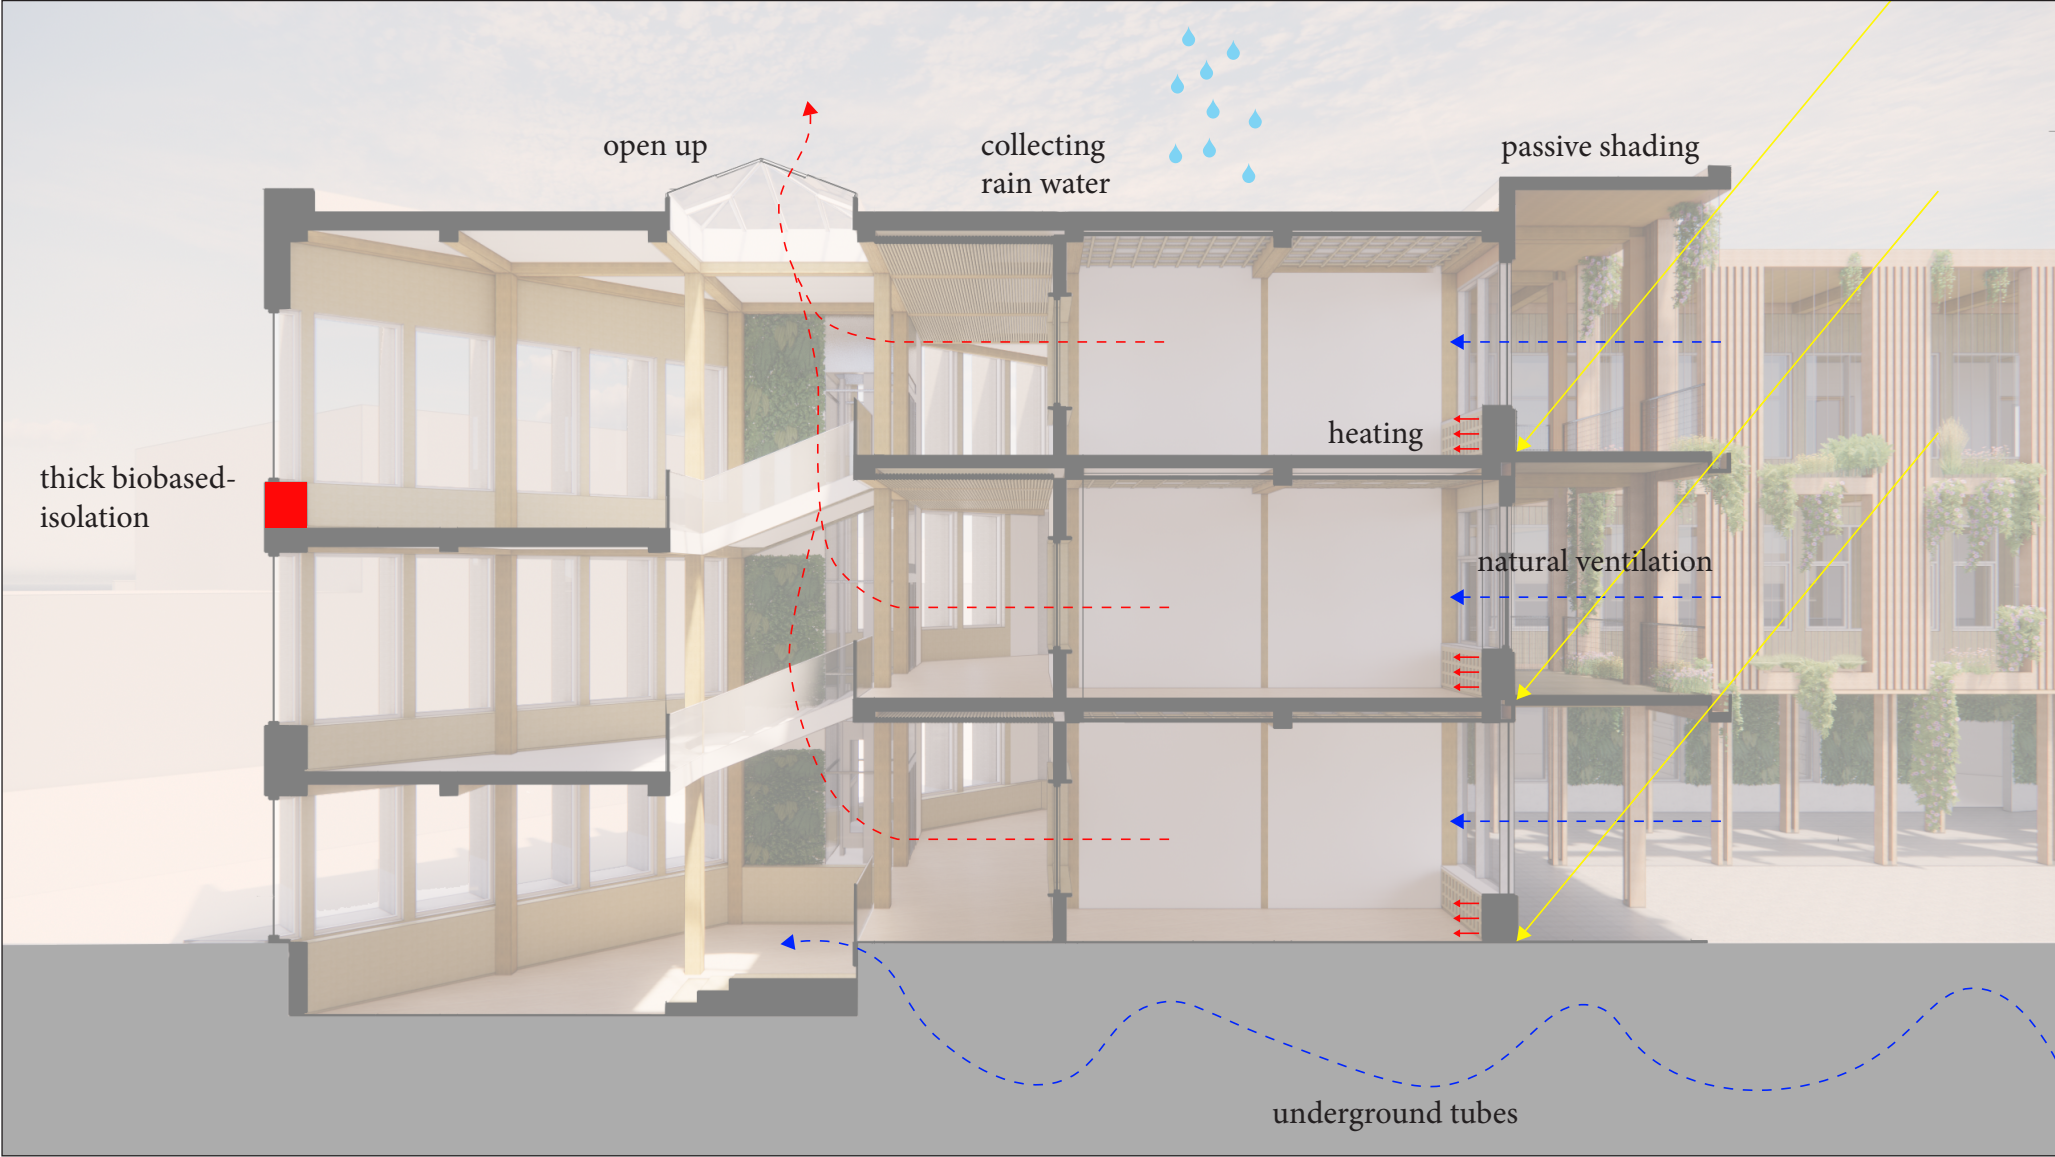 open up
collecting
rain water
passive shading
heating
thick biobased-
isolation
natural ventilation
underground tubes